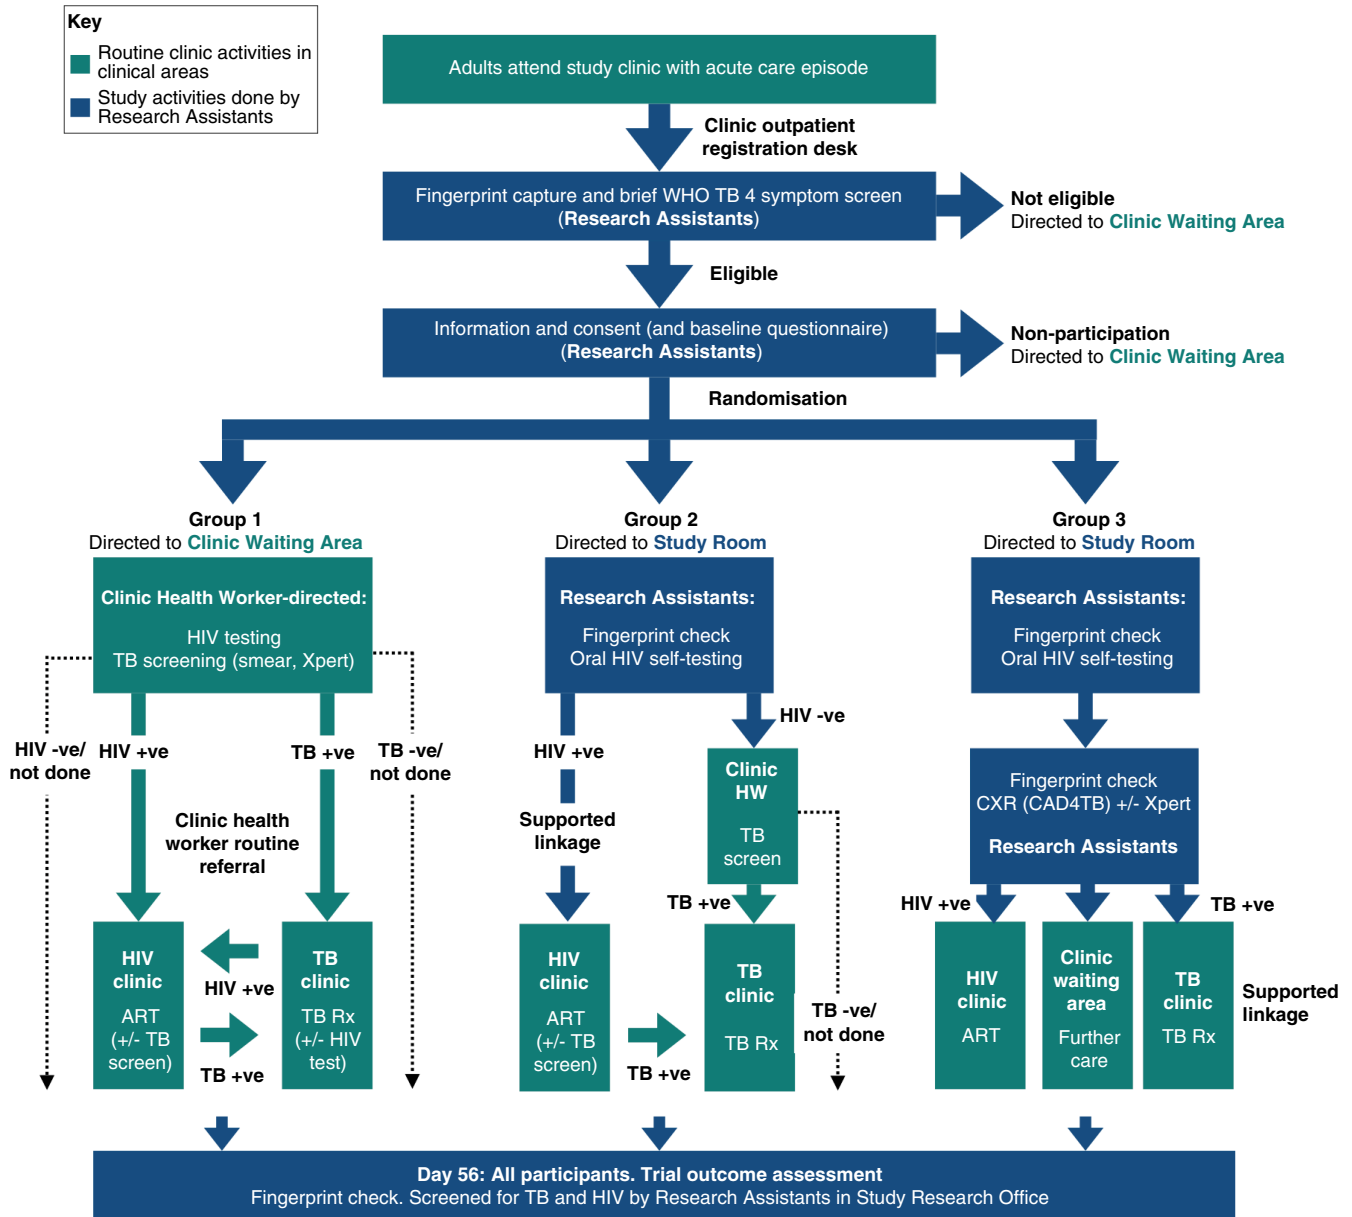 Key
Routine clinic activities in
clinical areas
Study activities done by
Research Assistants
Adults attend study clinic with acute care episode
Clinic outpatient
registration desk
Fingerprint capture and brief WHO TB 4 symptom screen
(Research Assistants)
Not eligible
Directed to Clinic Waiting Area
Eligible
Information and consent (and baseline questionnaire)
(Research Assistants)
Non-participation
Directed to Clinic Waiting Area
Randomisation
Group 1
Directed to Clinic Waiting Area
Clinic Health Worker-directed:
HIV testing
TB screening (smear, Xpert)
HIV -ve/
not done
HIV +ve
TB +ve
TB -ve/
not done
Clinic health
worker routine
referral
HIV
clinic
ART
(+/- TB
screen)
HIV +ve
TB +ve
TB
clinic
TB Rx
(+/- HIV
test)
Group 2
Directed to Study Room
Research Assistants:
Fingerprint check
Oral HIV self-testing
HIV +ve
Supported
linkage
HIV -ve
Clinic
HW
TB
screen
TB +ve
HIV
clinic
ART
(+/- TB
screen)
TB +ve
TB
clinic
TB Rx
TB -ve/
not done
Group 3
Directed to Study Room
Research Assistants:
Fingerprint check
Oral HIV self-testing
Fingerprint check
CXR (CAD4TB) +/- Xpert
Research Assistants
HIV +ve
TB +ve
HIV
clinic
ART
Clinic
waiting
area
Further
care
TB
clinic
TB Rx
Supported
linkage
Day 56: All participants. Trial outcome assessment
Fingerprint check. Screened for TB and HIV by Research Assistants in Study Research Office